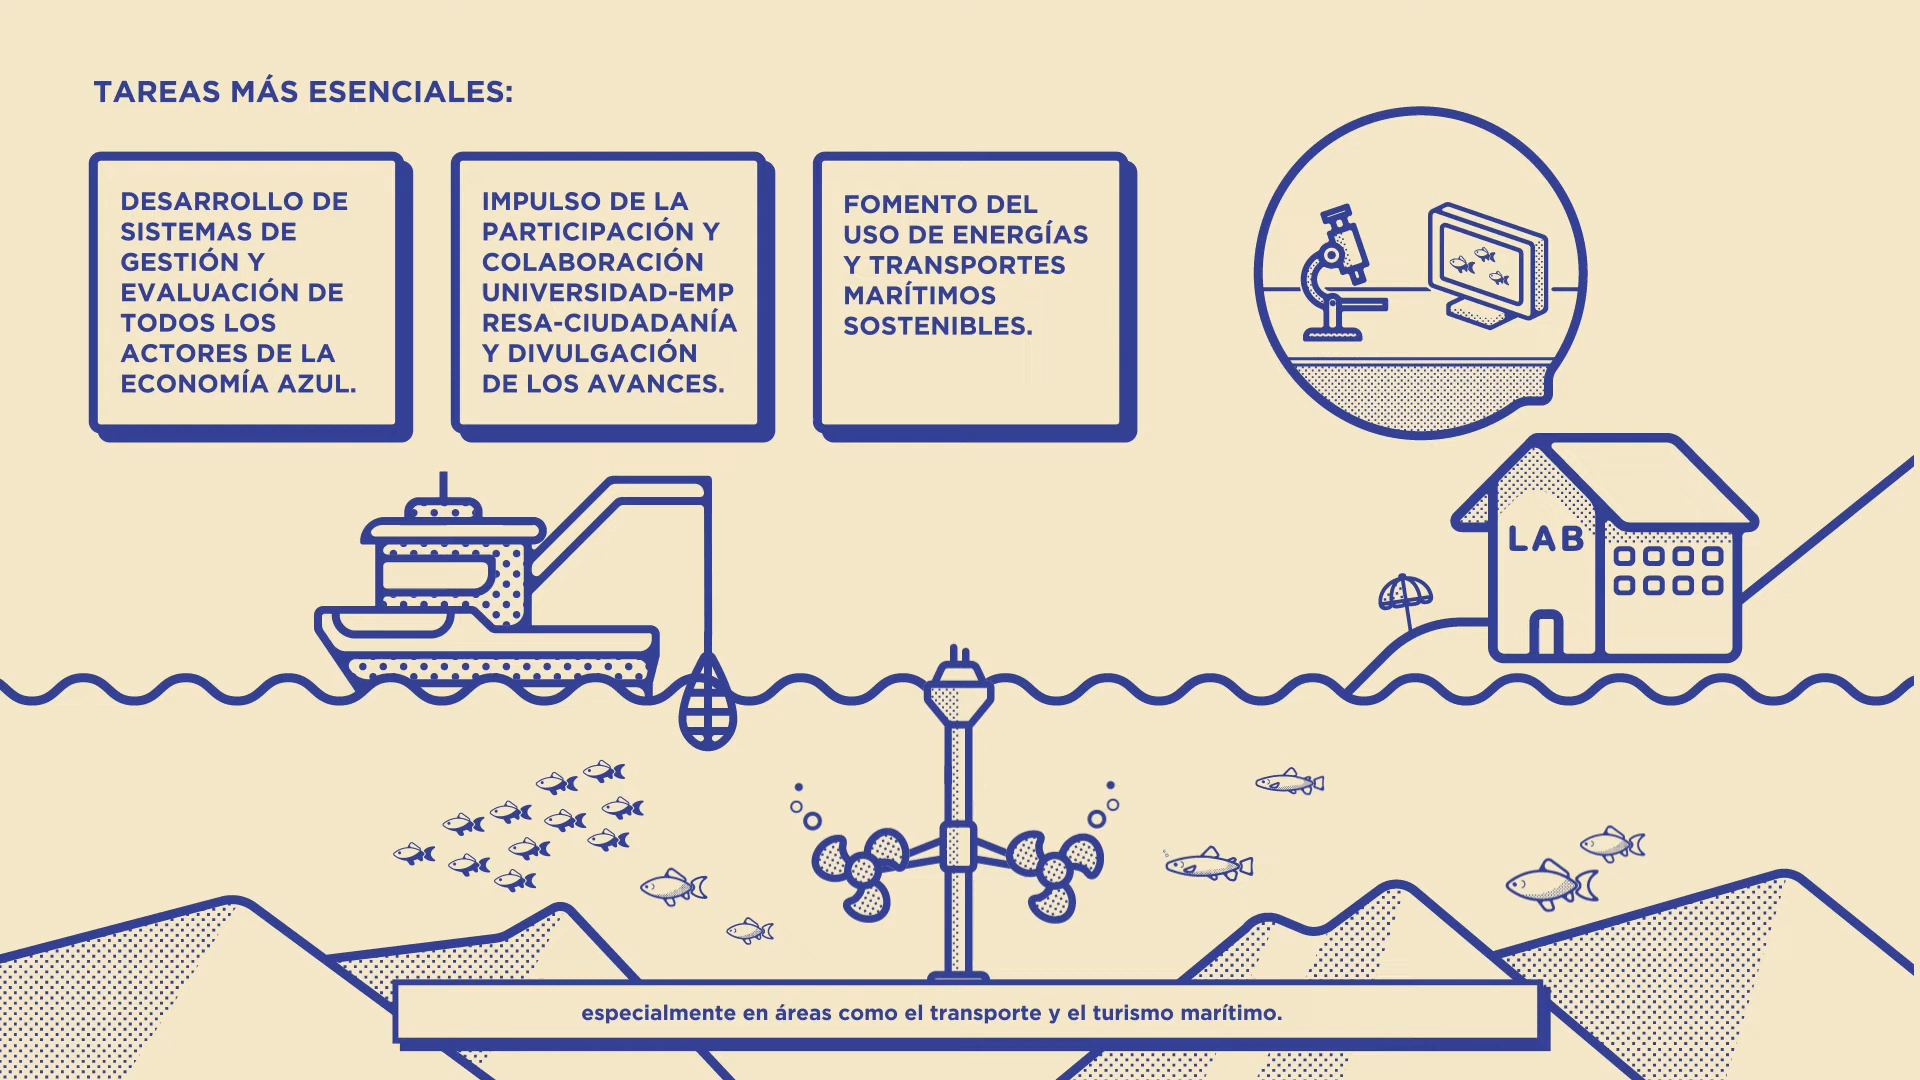 TAREAS MÁS ESENCIALES:
DESARROLLO DE
SISTEMAS DE
GESTIÓN Y
EVALUACIÓN DE
TODOS LOS
ACTORES DE LA
ECONOMÍA AZUL.
IMPULSO DE LA
PARTICIPACIÓN Y
COLABORACIÓN
UNIVERSIDAD-EMP
RESA-CIUDADANÍA
Y DIVULGACIÓN
DE LOS AVANCES.
FOMENTO DEL
USO DE ENERGÍAS
Y TRANSPORTES
MARÍTIMOS
SOSTENIBLES.
LAB
especialmente en áreas como el transporte y el turismo marítimo.